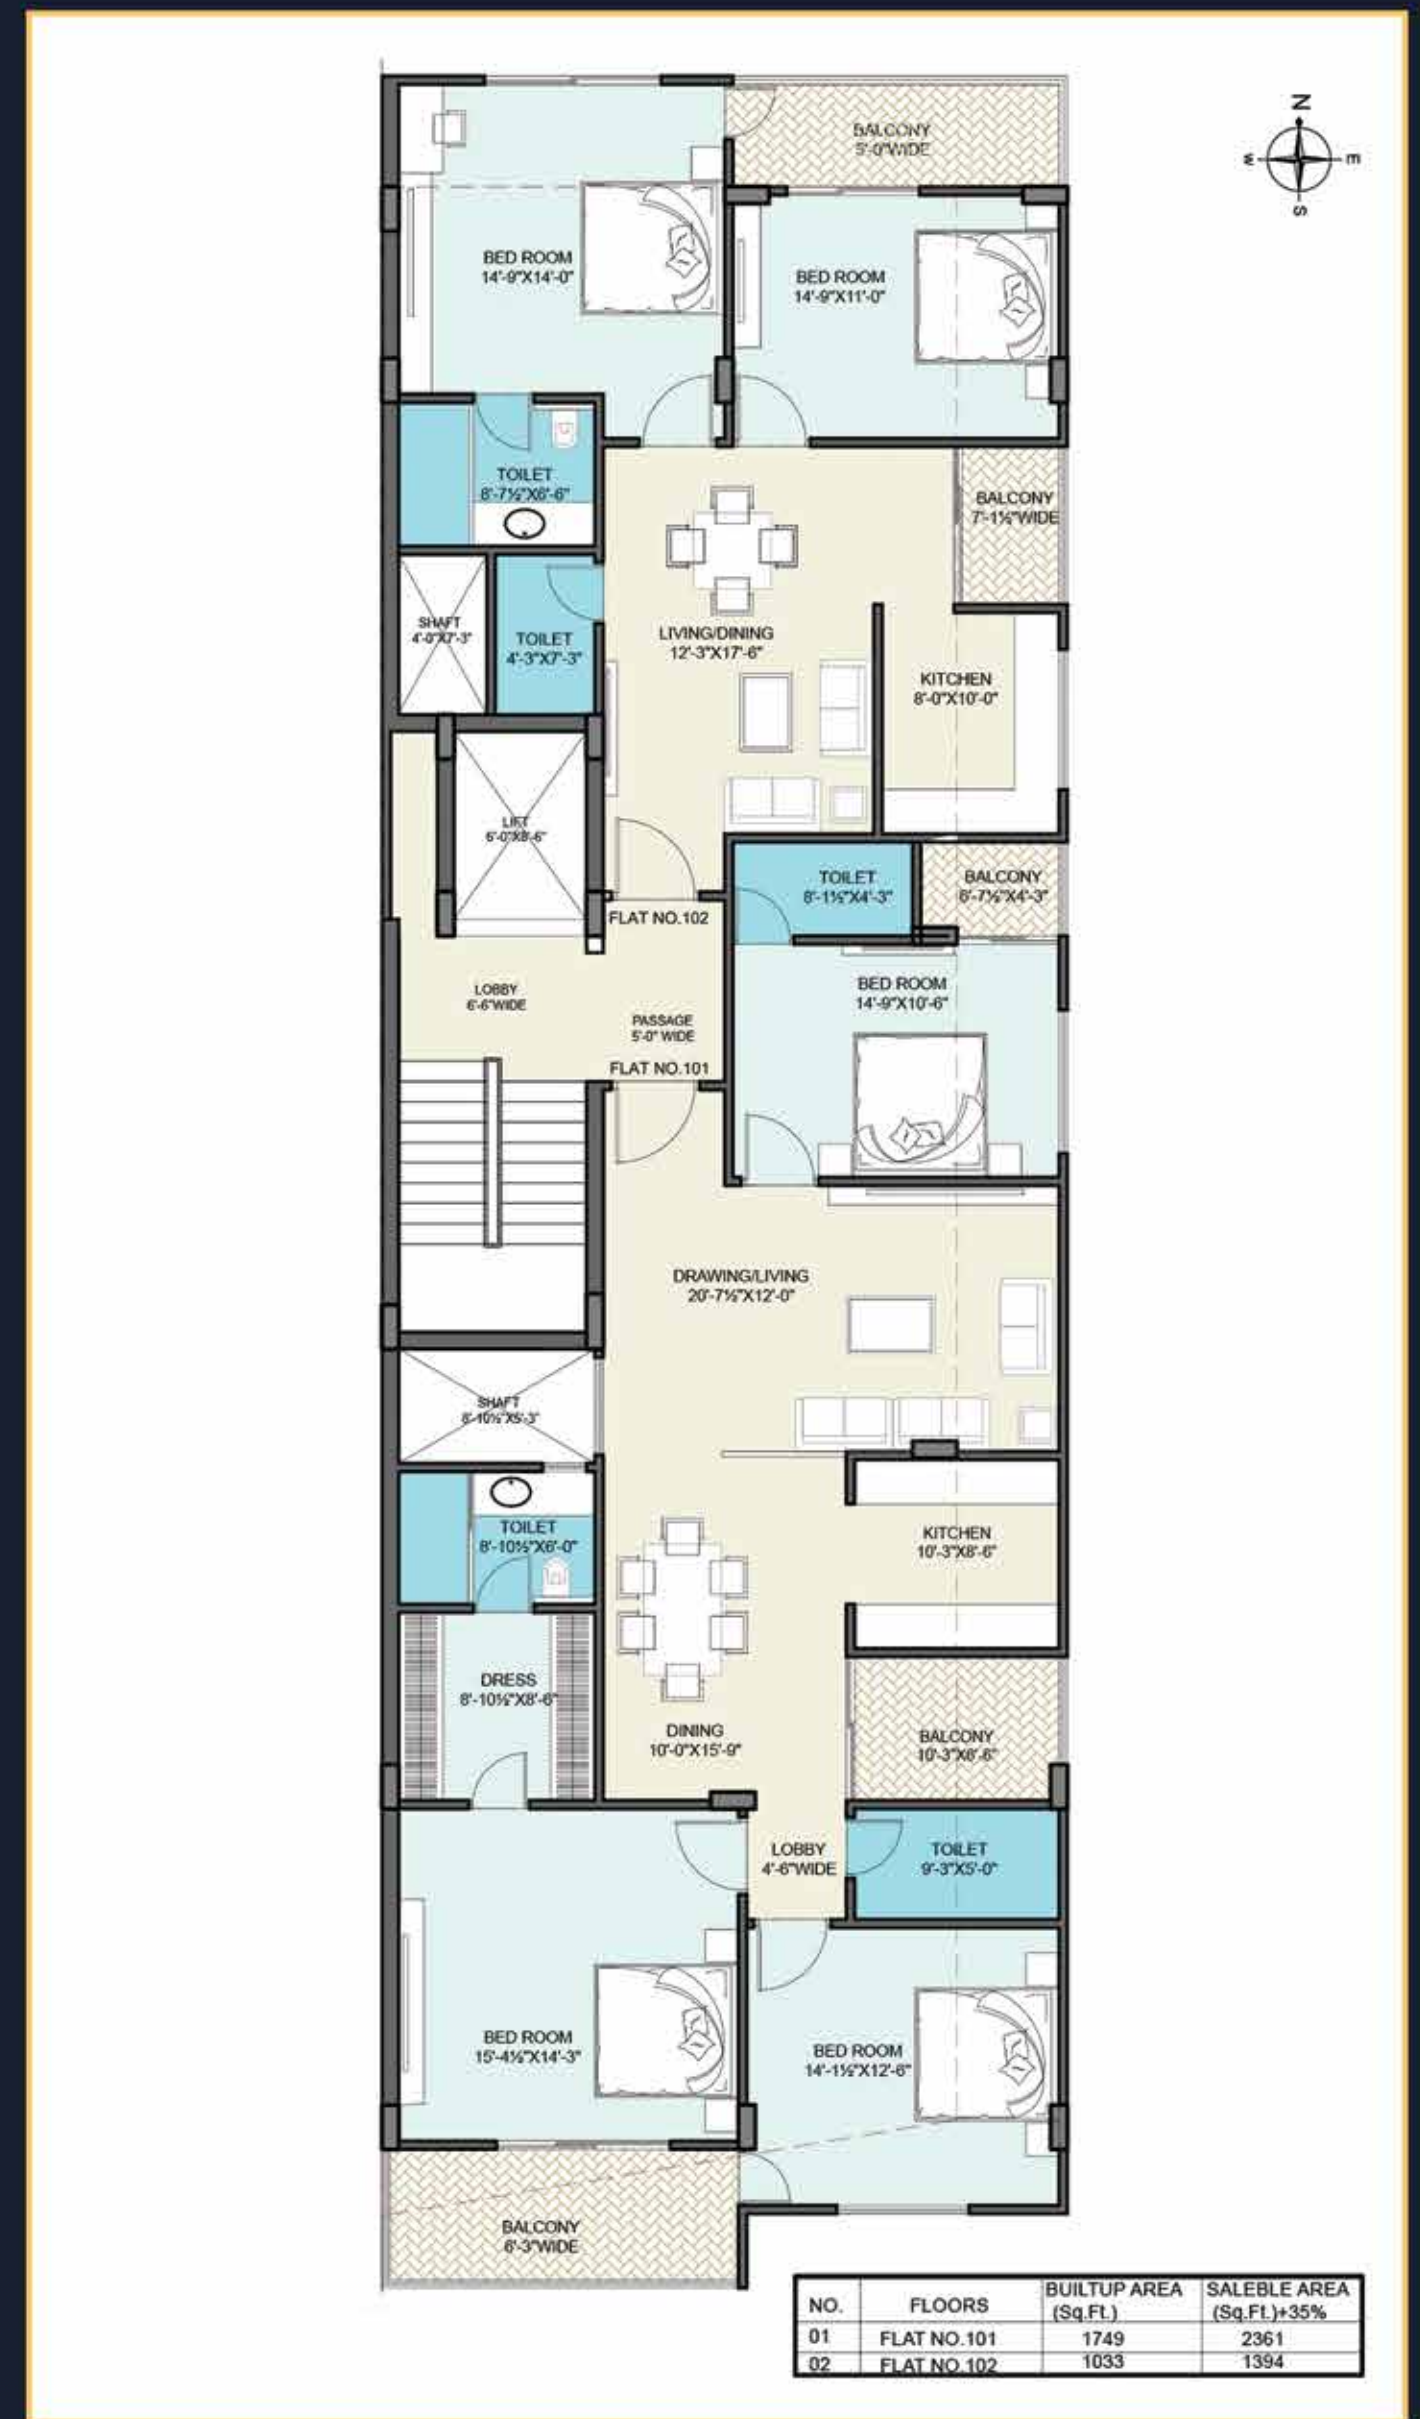 N
W
E
S
BALCONY
5'-0"WIDE
BED ROOM
14'-9"X14'-0"
BED ROOM
14'-9"X11'-0"
TOILET
8'-7½"X6'-6"
BALCONY
7'-1½"WIDE
SHAFT
4'-0"X7'-3"
TOILET
4'-3"X7'-3"
LIVING/DINING
12'-3"X17'-6"
KITCHEN
8'-0"X10'-0"
LIFT
6'-0"X8'-6"
TOILET
8'-1½"X4'-3"
BALCONY
6'-7½"X4'-3"
FLAT NO.102
LOBBY
6'-6"WIDE
PASSAGE
5'-0" WIDE
BED ROOM
14'-9"X10'-6"
FLAT NO.101
DRAWING/LIVING
20'-7½"X12'-0"
SHAFT
8'-10½"X5'-3"
TOILET
8'-10½"X6'-0"
KITCHEN
10'-3"X8'-6"
DRESS
8'-10½"X8'-6"
DINING
10'-0"X15'-9"
BALCONY
10'-3"X6'-6"
LOBBY
4'-6"WIDE
TOILET
9'-3"X5'-0"
BED ROOM
15'-4½"X14'-3"
BED ROOM
14'-1½"X12'-6"
BALCONY
6'-3"WIDE
NO. FLOORS BUILTUP AREA (Sq.Ft.) SALEBLE AREA (Sq.Ft.)+35%
01 FLAT NO.101 1749 2361
02 FLAT NO.102 1033 1394